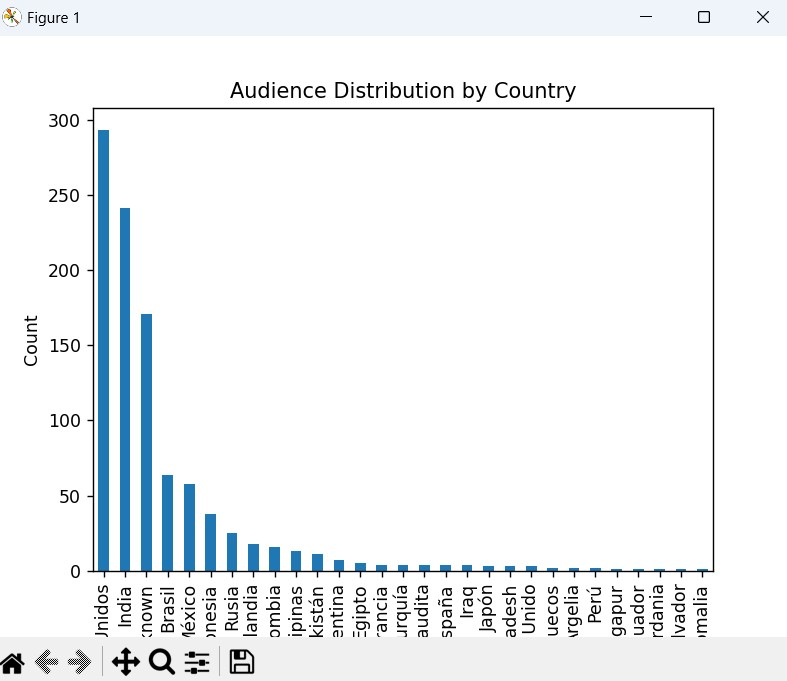 Figure 1
Audience Distribution by Country
300
250
200
150
100
50
0
Count
Unidos
India
known
Brasil
México
onesia
Rusia
landia
ombia
ipinas
kistán
entina
Egipto
rancia
urquía
audita
spaña
Iraq
Japón
adesh
Unido
uecos
Argelia
Perú
gapur
uador
rdania
lvador
malia